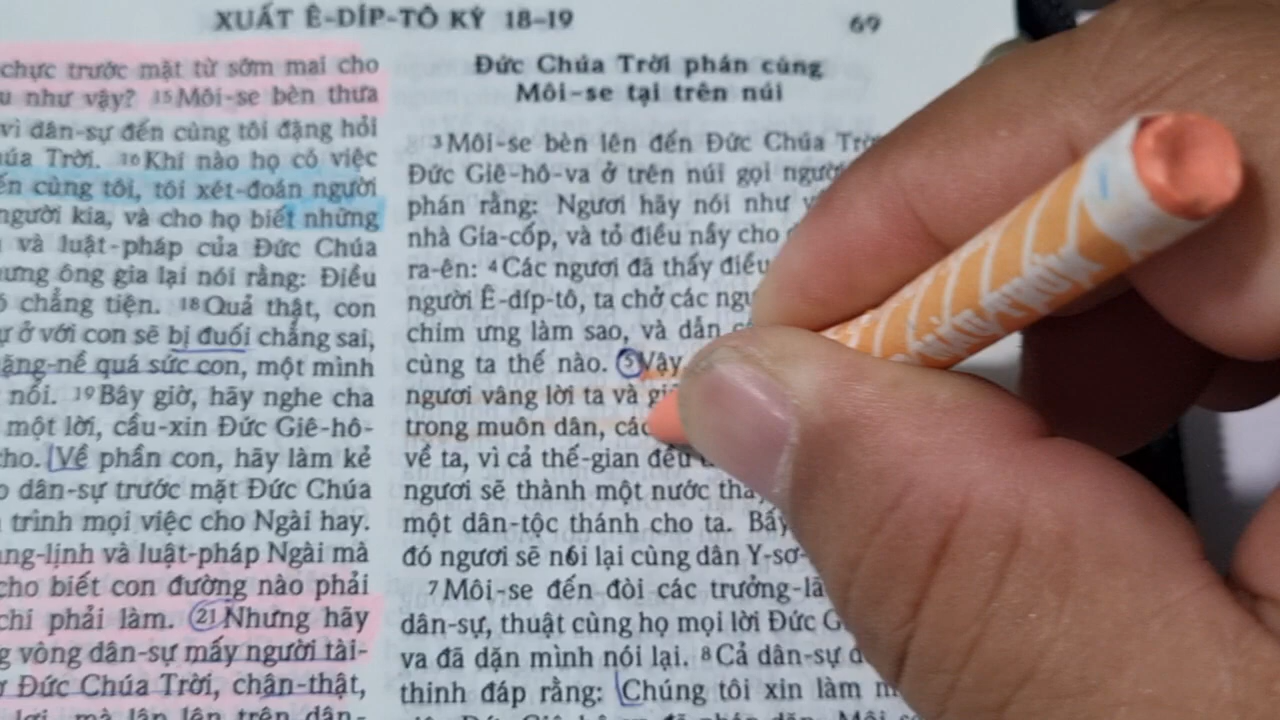 XUẤT Ê-DÍP-TÔ KÝ 18-19
69
chực trước mặt từ sớm mai cho
như vậy? 15 Môi-se bèn thưa
vì dân-sự đến cùng tôi đặng hỏi
Trời. 16 Khi nào họ có việc
cùng tôi, tôi xét-đoán người
người kia, và cho họ biết những
và luật-pháp của Đức Chúa
ông gia lại nói rằng: Điều
chẳng tiện. 18 Quả thật, con
ở với con sẽ bị đuối chẳng sai,
quá sức con, một mình
nổi. 19 Bây giờ, hãy nghe cha
một lời, cầu-xin Đức Giê-hô-
cho. Về phần con, hãy làm kẻ
dân-sự trước mặt Đức Chúa
trình mọi việc cho Ngài hay.
và luật-pháp Ngài mà
cho biết con đường nào phải
chi phải làm. 21 Nhưng hãy
vòng dân-sự mấy người tài-
Đức Chúa Trời, chận-thật,
lợi, mà lập lên trên dân-
Đức Chúa Trời phán cùng
Môi-se tại trên núi
3 Môi-se bèn lên đến Đức Chúa
Đức Giê-hô-va ở trên núi gọi
phán rằng: Ngươi hãy nói như
nhà Gia-cốp, và tỏ điều nầy cho
ra-ên: 4 Các ngươi đã thấy điều
người Ê-díp-tô, ta chở các
chim ưng làm sao, và dẫn
cùng ta thế nào. 5 Vậy
ngươi vâng lời ta và
trong muôn dân, các
về ta, vì cả thế-gian đều
ngươi sẽ thành một nước
một dân-tộc thánh cho ta. Bấy
đó ngươi sẽ nói lại cùng dân Y-sơ-
7 Môi-se đến đòi các trưởng-lã
dân-sự, thuật cùng họ mọi lời Đức
va đã dặn mình nói lại. 8 Cả dân-sự
thinh đáp rằng: Chúng tôi xin làm